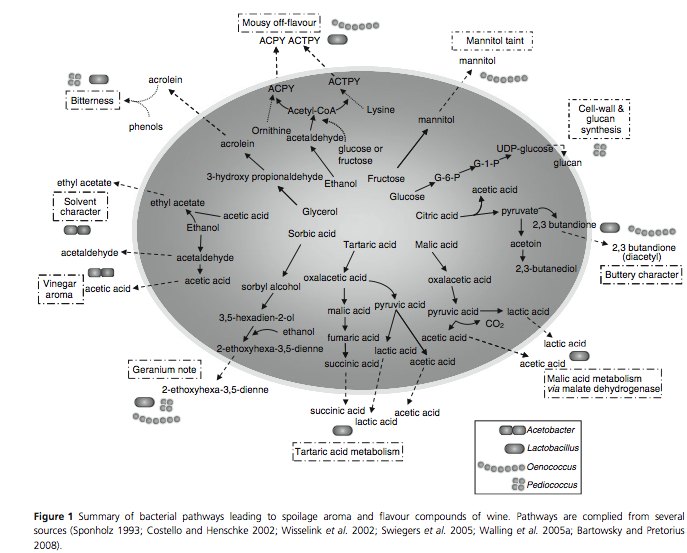 Mousy off-flavour
ACPY ACTPY
Mannitol taint
mannitol
Bitterness
acrolein
phenols
ACPY
ACTPY
Acetyl-CoA
Lysine
Ornithine
acetaldehyde
glucose or
fructose
Ethanol
mannitol
Fructose
Glucose
G-6-P
G-1-P
UDP-glucose
Cell-wall &
glucan
synthesis
glucan
acrolein
3-hydroxy propionaldehyde
Glycerol
ethyl acetate
Solvent
character
ethyl acetate
acetic acid
Ethanol
acetaldehyde
acetaldehyde
acetic acid
Vinegar
aroma
acetic acid
Sorbic acid
sorbyl alcohol
3,5-hexadien-2-ol
ethanol
2-ethoxyhexa-3,5-dienne
Geranium note
2-ethoxyhexa-3,5-dienne
Tartaric acid
oxalacetic acid
malic acid
fumaric acid
succinic acid
pyruvic acid
lactic acid
acetic acid
succinic acid
lactic acid
acetic acid
Tartaric acid metabolism
Malic acid
oxalacetic acid
pyruvic acid
lactic acid
CO2
acetic acid
lactic acid
acetic acid
Malic acid metabolism
via malate dehydrogenase
Citric acid
acetic acid
pyruvate
2,3 butandione
acetoin
2,3-butanediol
2,3 butandione
(diacetyl)
Buttery character
Acetobacter
Lactobacillus
Oenococcus
Pediococcus
Figure 1 Summary of bacterial pathways leading to spoilage aroma and flavour compounds of wine. Pathways are complied from several
sources (Sponholz 1993; Costello and Henschke 2002; Wisselink et al. 2002; Swiegers et al. 2005; Walling et al. 2005a; Bartowsky and Pretorius
2008).